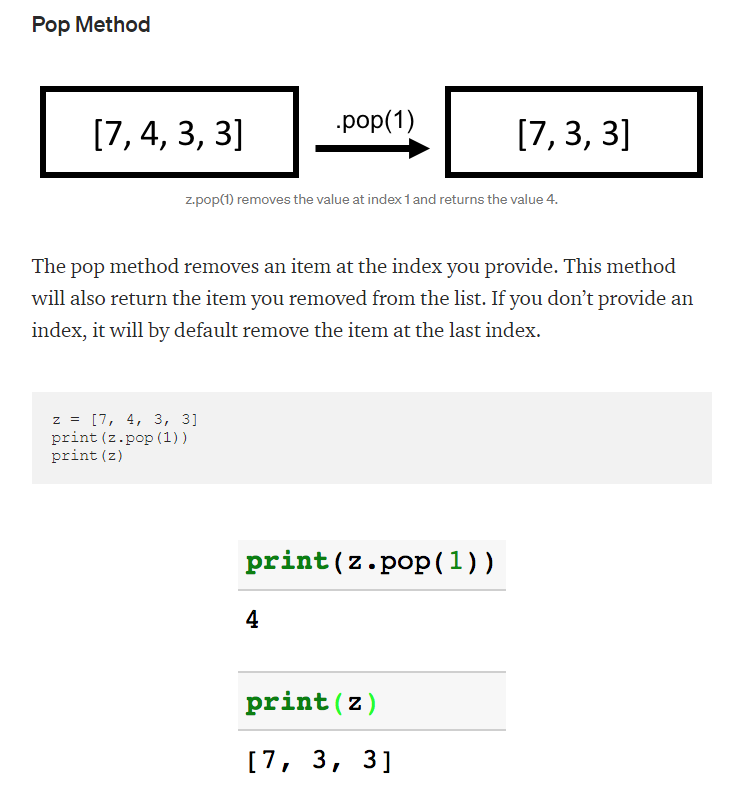 Pop Method
[7, 4, 3, 3]
.pop(1)
[7, 3, 3]
z.pop(1) removes the value at index 1 and returns the value 4.
The pop method removes an item at the index you provide. This method
will also return the item you removed from the list. If you don’t provide an
index, it will by default remove the item at the last index.
z = [7, 4, 3, 3]
print(z.pop(1))
print(z)
print(z.pop(1))
4
print(z)
[7, 3, 3]